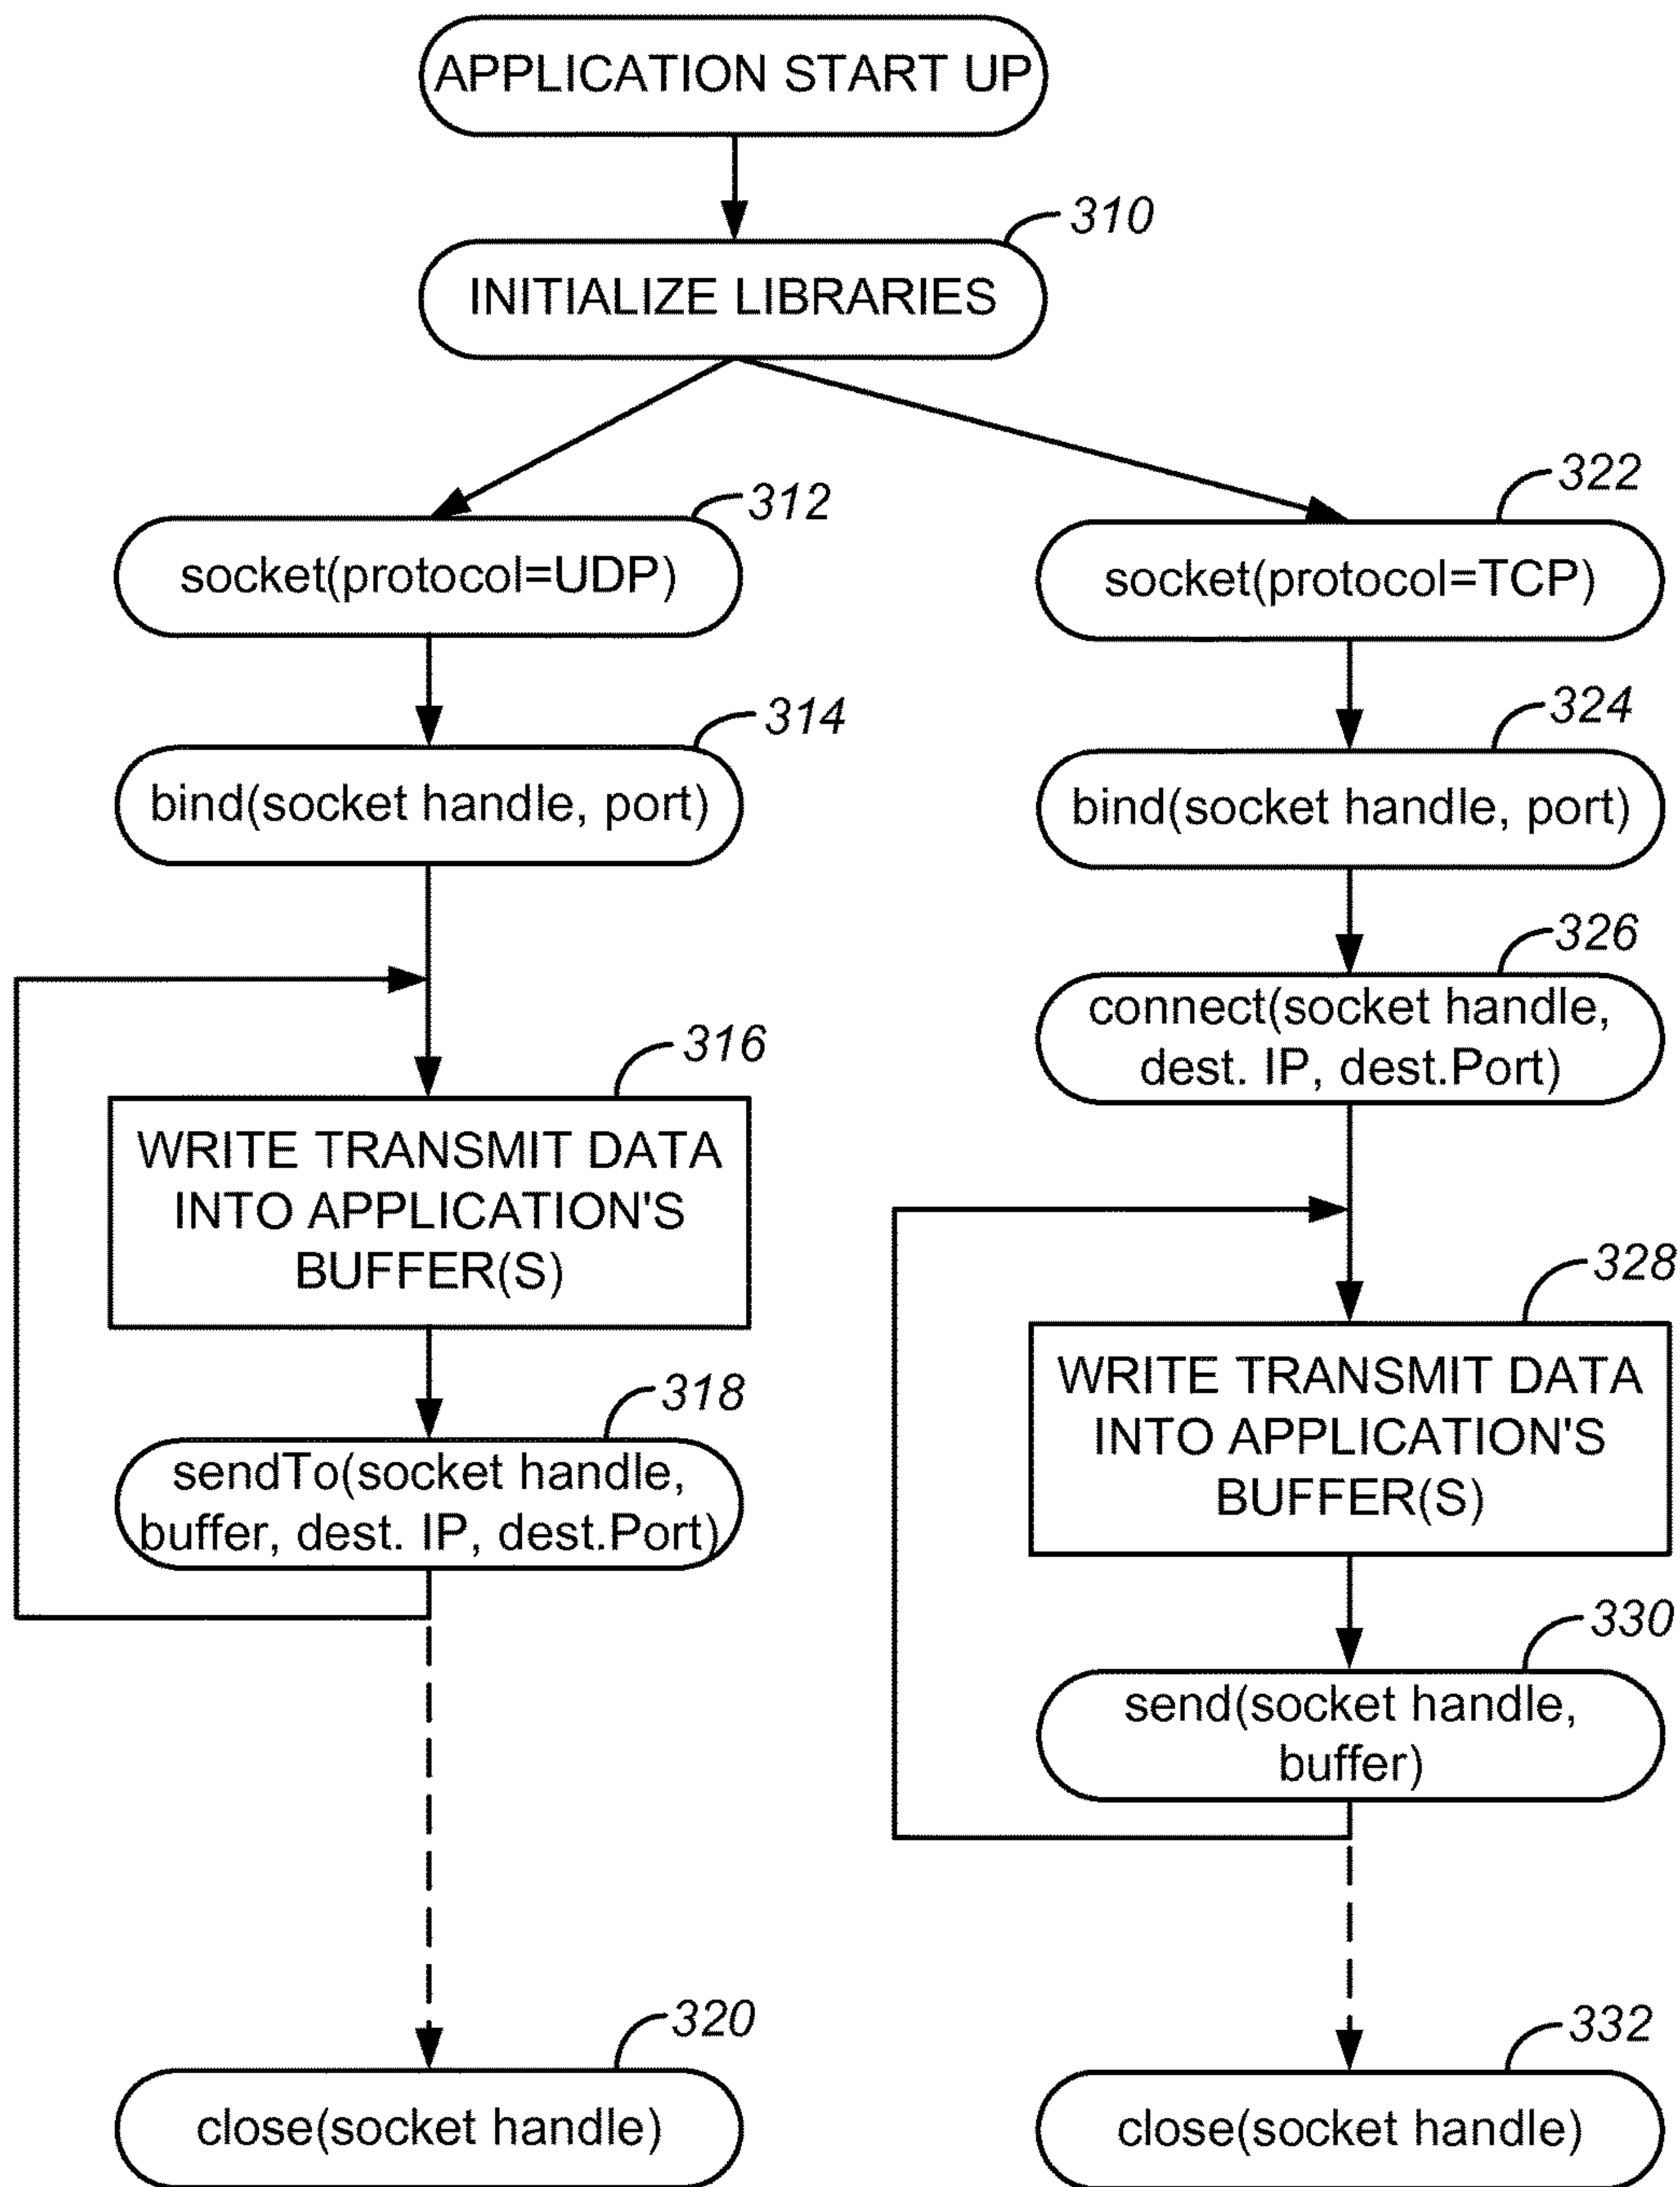 APPLICATION START UP
310
INITIALIZE LIBRARIES
312
socket(protocol=UDP)
314
bind(socket handle, port)
316
WRITE TRANSMIT DATA
INTO APPLICATION'S
BUFFER(S)
318
sendTo(socket handle,
buffer, dest. IP, dest.Port)
320
close(socket handle)
322
socket(protocol=TCP)
324
bind(socket handle, port)
326
connect(socket handle,
dest. IP, dest.Port)
328
WRITE TRANSMIT DATA
INTO APPLICATION'S
BUFFER(S)
330
send(socket handle,
buffer)
332
close(socket handle)